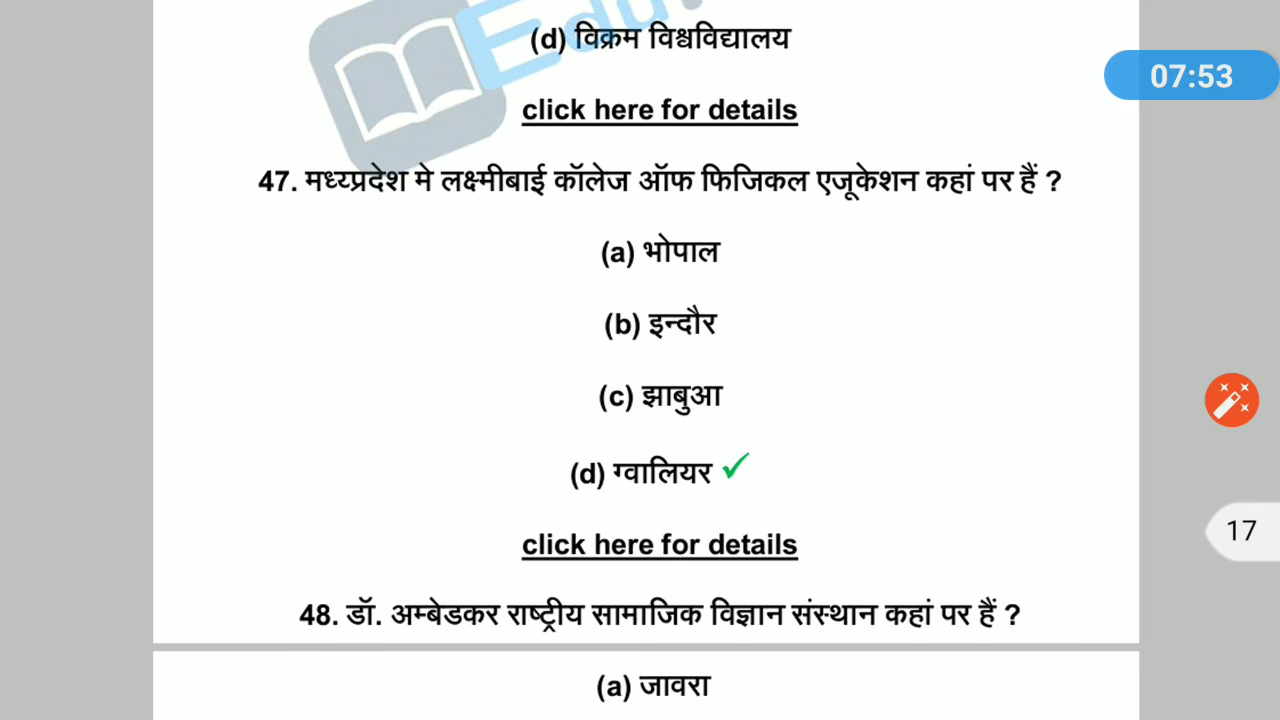 Edu
(d) विक्रम विश्वविद्यालय
07:53
click here for details
47. मध्य्प्रदेश मे लक्ष्मीबाई कॉलेज ऑफ फिजिकल एजूकेशन कहां पर हैं ?
(a) भोपाल
(b) इन्दौर
(c) झाबुआ
(d) ग्वालियर ✓
17
click here for details
48. डॉ. अम्बेडकर राष्ट्रीय सामाजिक विज्ञान संस्थान कहां पर हैं ?
(a) जावरा